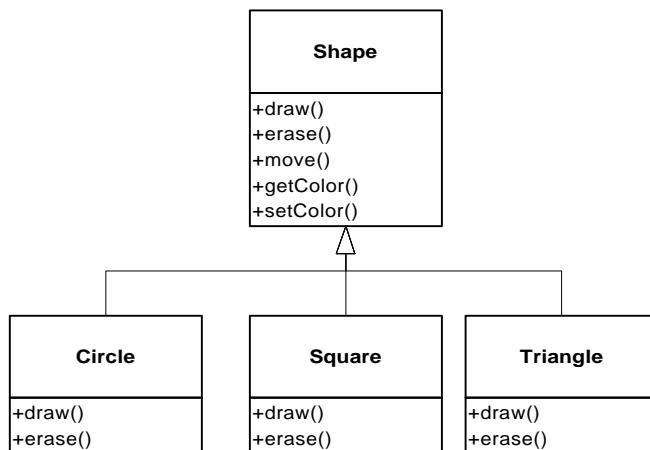 Shape
+draw()
+erase()
+move()
+getColor()
+setColor()
Circle
+draw()
+erase()
Square
+draw()
+erase()
Triangle
+draw()
+erase()